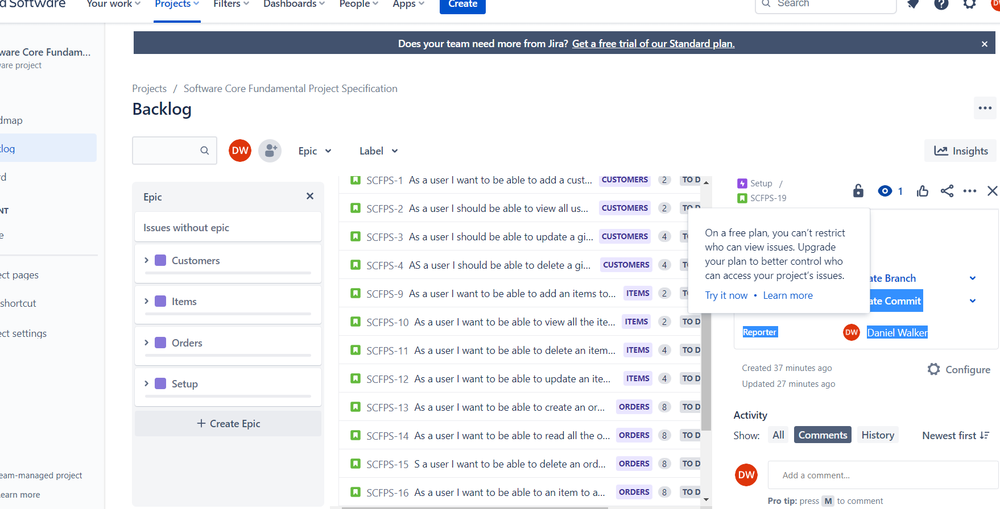 d Software
Your work
Projects
Filters
Dashboards
People
Apps
Create
Search
DW
Does your team need more from Jira? Get a free trial of our Standard plan.
ware Core Fundam...
are project
dmap
log
rd
NT
e
ect pages
shortcut
ect settings
eam-managed project
earn more
Projects / Software Core Fundamental Project Specification
Backlog
DW
Epic
Label
Insights
Epic
Issues without epic
Customers
Items
Orders
Setup
+ Create Epic
SCFPS-1 As a user I want to be able to add a cust... CUSTOMERS 2 TO D
SCFPS-2 As a user I should be able to view all us... CUSTOMERS 2 TO D
SCFPS-3 As a user I should be able to update a gi... CUSTOMERS 4 T
SCFPS-4 AS a user I should be able to delete a gi... CUSTOMERS 4 T
SCFPS-9 As a user I want to be able to add an items to... ITEMS 2 T
SCFPS-10 As a user I want to be able to view all the ite... ITEMS 2 TO D
SCFPS-11 As a user I want to be able to delete an item... ITEMS 4 TO D
SCFPS-12 As a user I want to be able to update an ite... ITEMS 4 TO D
SCFPS-13 As a user I want to be able to create an or... ORDERS 8 TO D
SCFPS-14 As a user I want to be able to read all the o... ORDERS 8 TO D
SCFPS-15 S a user I want to be able to delete an ord... ORDERS 8 TO D
SCFPS-16 As a user I want to be able to an item to a... ORDERS 8 TO D
Setup /
SCFPS-19
1
On a free plan, you can't restrict
who can view issues. Upgrade
your plan to better control who
can access your project's issues.
Try it now • Learn more
ate Branch
ate Commit
Reporter
DW Daniel Walker
Created 37 minutes ago
Updated 27 minutes ago
Configure
Activity
Show: All Comments History
Newest first
DW
Add a comment...
Pro tip: press M to comment